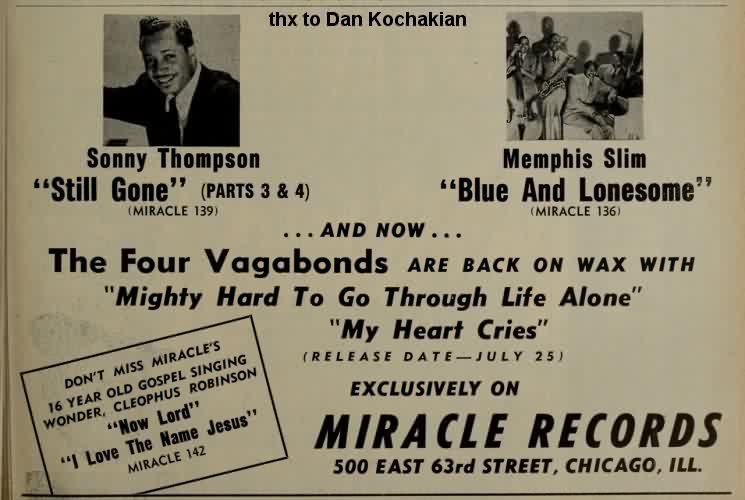 thx to Dan Kochakian
Sonny Thompson
"Still Gone" (PARTS 3 & 4)
(MIRACLE 139)
Memphis Slim
"Blue And Lonesome"
(MIRACLE 136)
...AND NOW...
The Four Vagabonds ARE BACK ON WAX WITH
"Mighty Hard To Go Through Life Alone"
"My Heart Cries"
(RELEASE DATE—JULY 25)
DON'T MISS MIRACLE'S
16 YEAR OLD GOSPEL SINGING
WONDER, CLEOPHUS ROBINSON
"Now Lord"
"I Love The Name Jesus"
MIRACLE 142
EXCLUSIVELY ON
MIRACLE RECORDS
500 EAST 63rd STREET, CHICAGO, ILL.